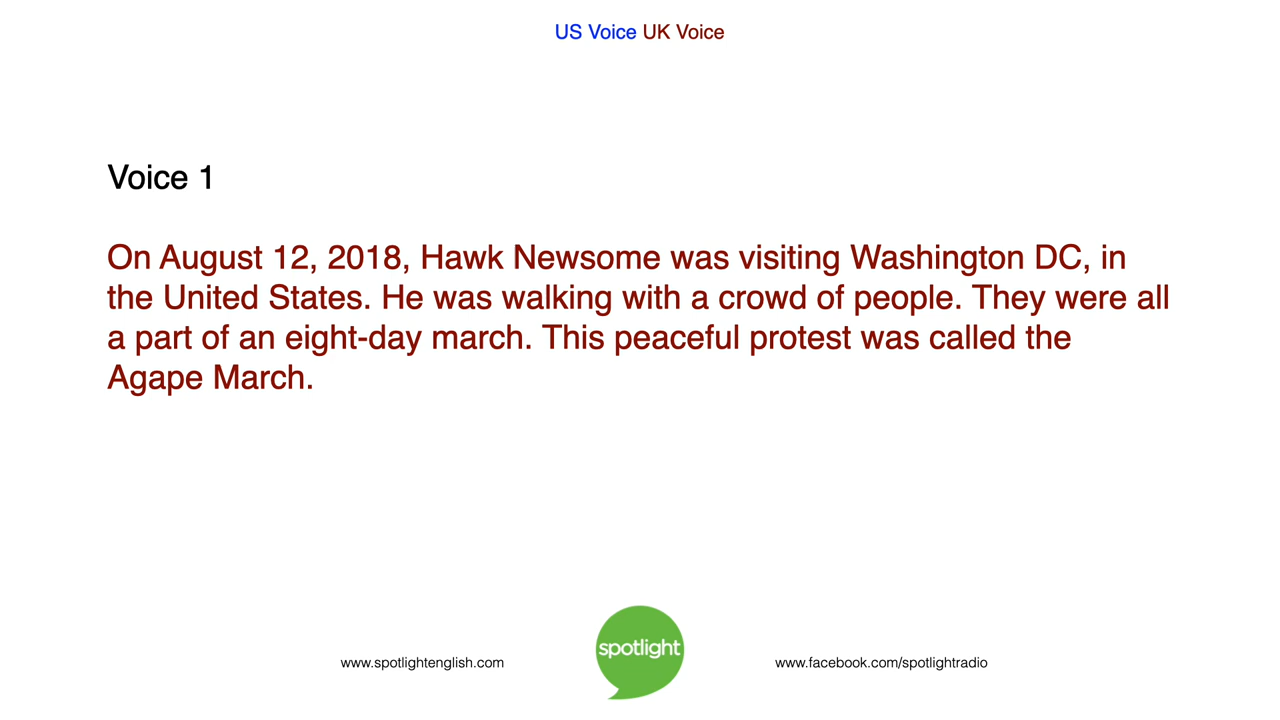 US Voice UK Voice
Voice 1
On August 12, 2018, Hawk Newsome was visiting Washington DC, in
the United States. He was walking with a crowd of people. They were all
a part of an eight-day march. This peaceful protest was called the
Agape March.
spotlight
www.spotlightenglish.com
www.facebook.com/spotlightradio